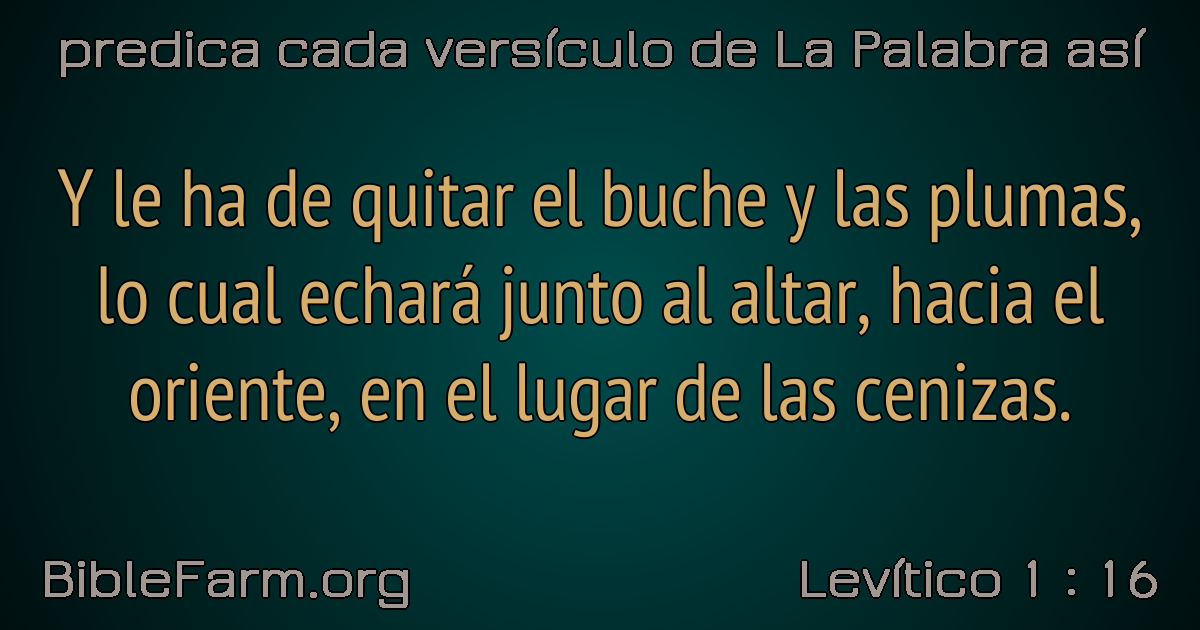 predica cada versículo de La Palabra así
Y le ha de quitar el buche y las plumas,
lo cual echará junto al altar, hacia el
oriente, en el lugar de las cenizas.
BibleFarm.org
Levítico 1 : 16